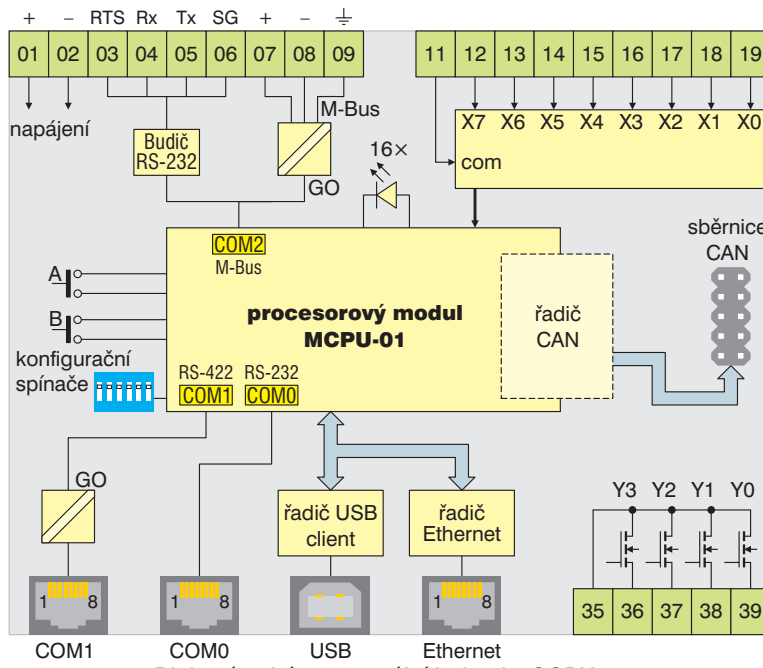 + – RTS Rx Tx SG + –
01 02 03 04 05 06 07 08 09
11 12 13 14 15 16 17 18 19
napájení
M-Bus
X7 X6 X5 X4 X3 X2 X1 X0
Budič
RS-232
16×
com
GO
COM2
M-Bus
sběrnice
CAN
A
B
procesorový modul
MCPU-01
řadič
CAN
konfigurační
spínače
RS-422 RS-232
COM1 COM0
GO
řadič USB
client
řadič
Ethernet
Y3 Y2 Y1 Y0
1 8
1 8
1 8
35 36 37 38 39
COM1 COM0 USB Ethernet